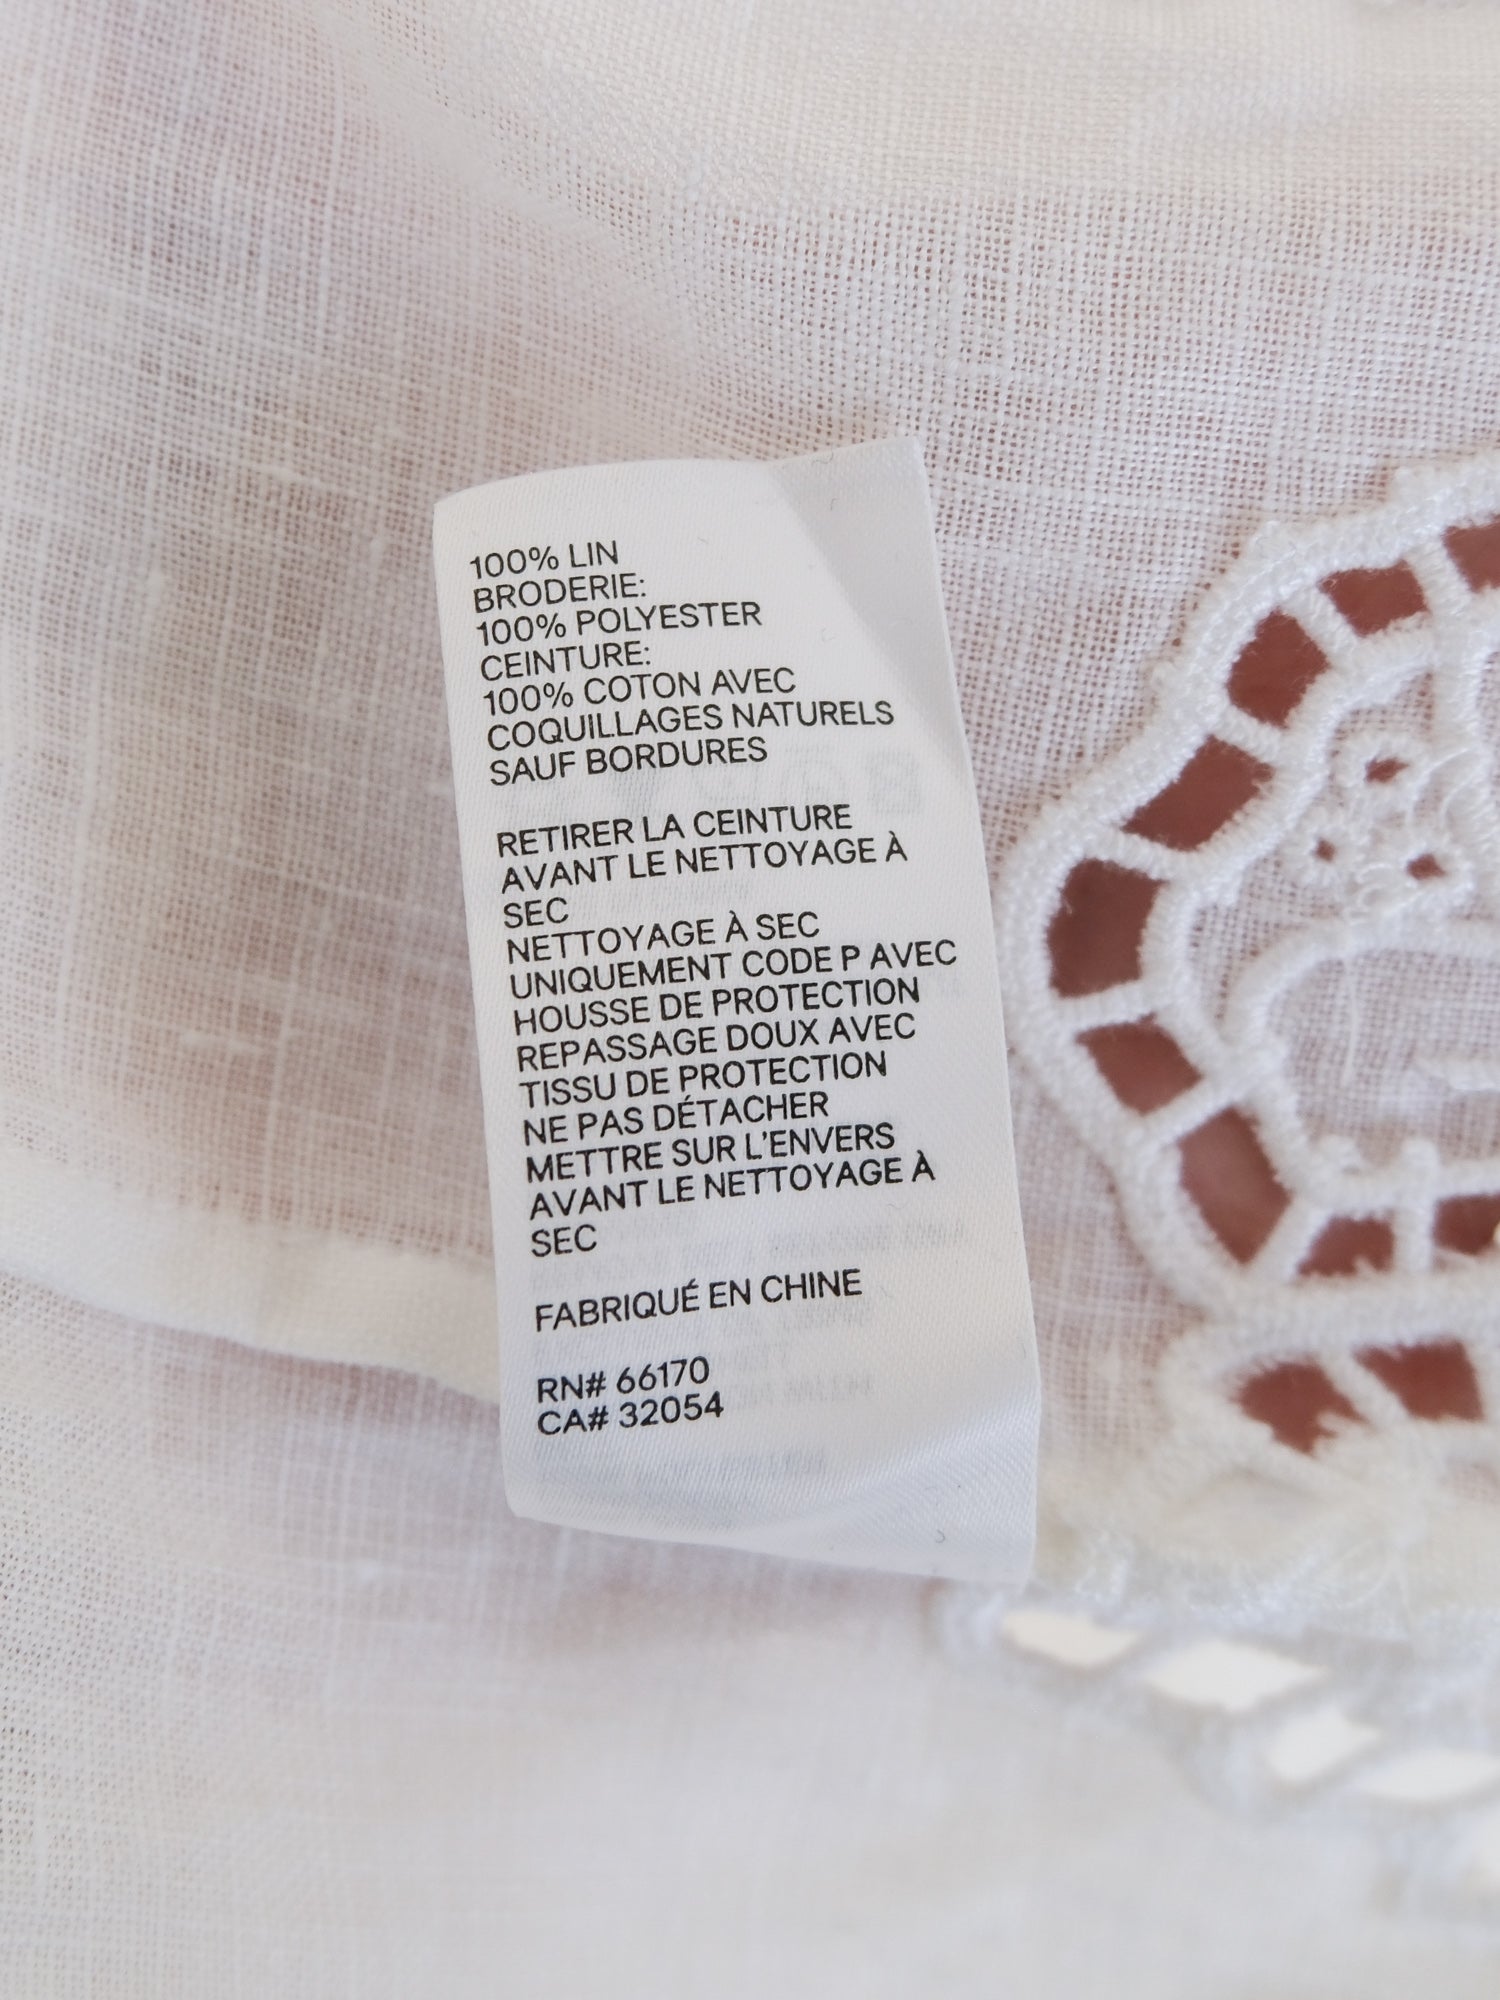 100% LIN
BRODERIE:
100% POLYESTER
CEINTURE:
100% COTON AVEC
COQUILLAGES NATURELS
SAUF BORDURES
RETIRER LA CEINTURE
AVANT LE NETTOYAGE À
SEC
NETTOYAGE À SEC
UNIQUEMENT CODE P AVEC
HOUSSE DE PROTECTION
REPASSAGE DOUX AVEC
TISSU DE PROTECTION
NE PAS DÉTACHER
METTRE SUR L'ENVERS
AVANT LE NETTOYAGE À
SEC
FABRIQUÉ EN CHINE
RN# 66170
CA# 32054